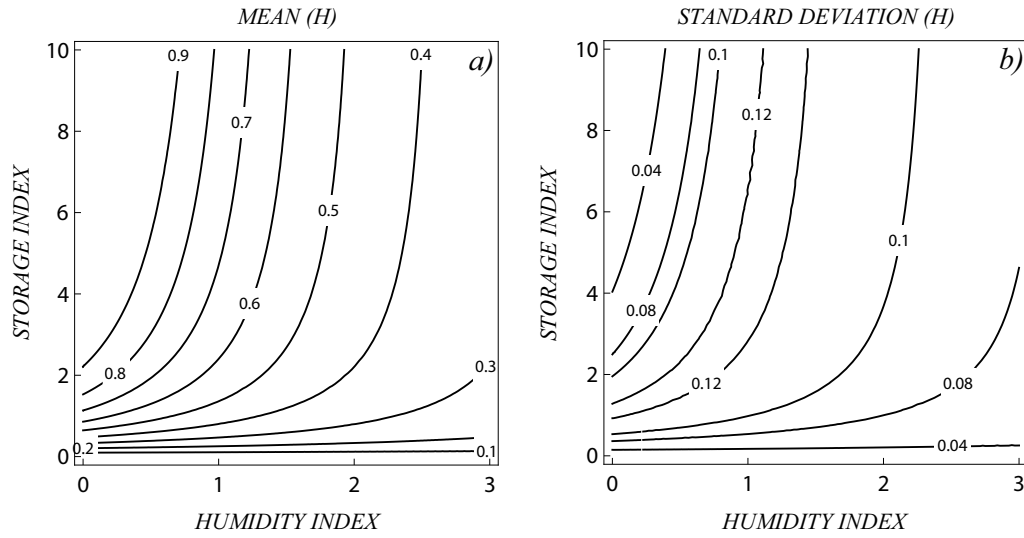 MEAN (H)
STANDARD DEVIATION (H)
a)
10
8
6
4
2
0
STORAGE INDEX
0.9
0.4
0.7
0.5
0.6
0.8
0.3
0.2
0.1
0 1 2 3
HUMIDITY INDEX
b)
10
8
6
4
2
0
STORAGE INDEX
0.1
0.12
0.04
0.1
0.08
0.12
0.08
0.04
0 1 2 3
HUMIDITY INDEX